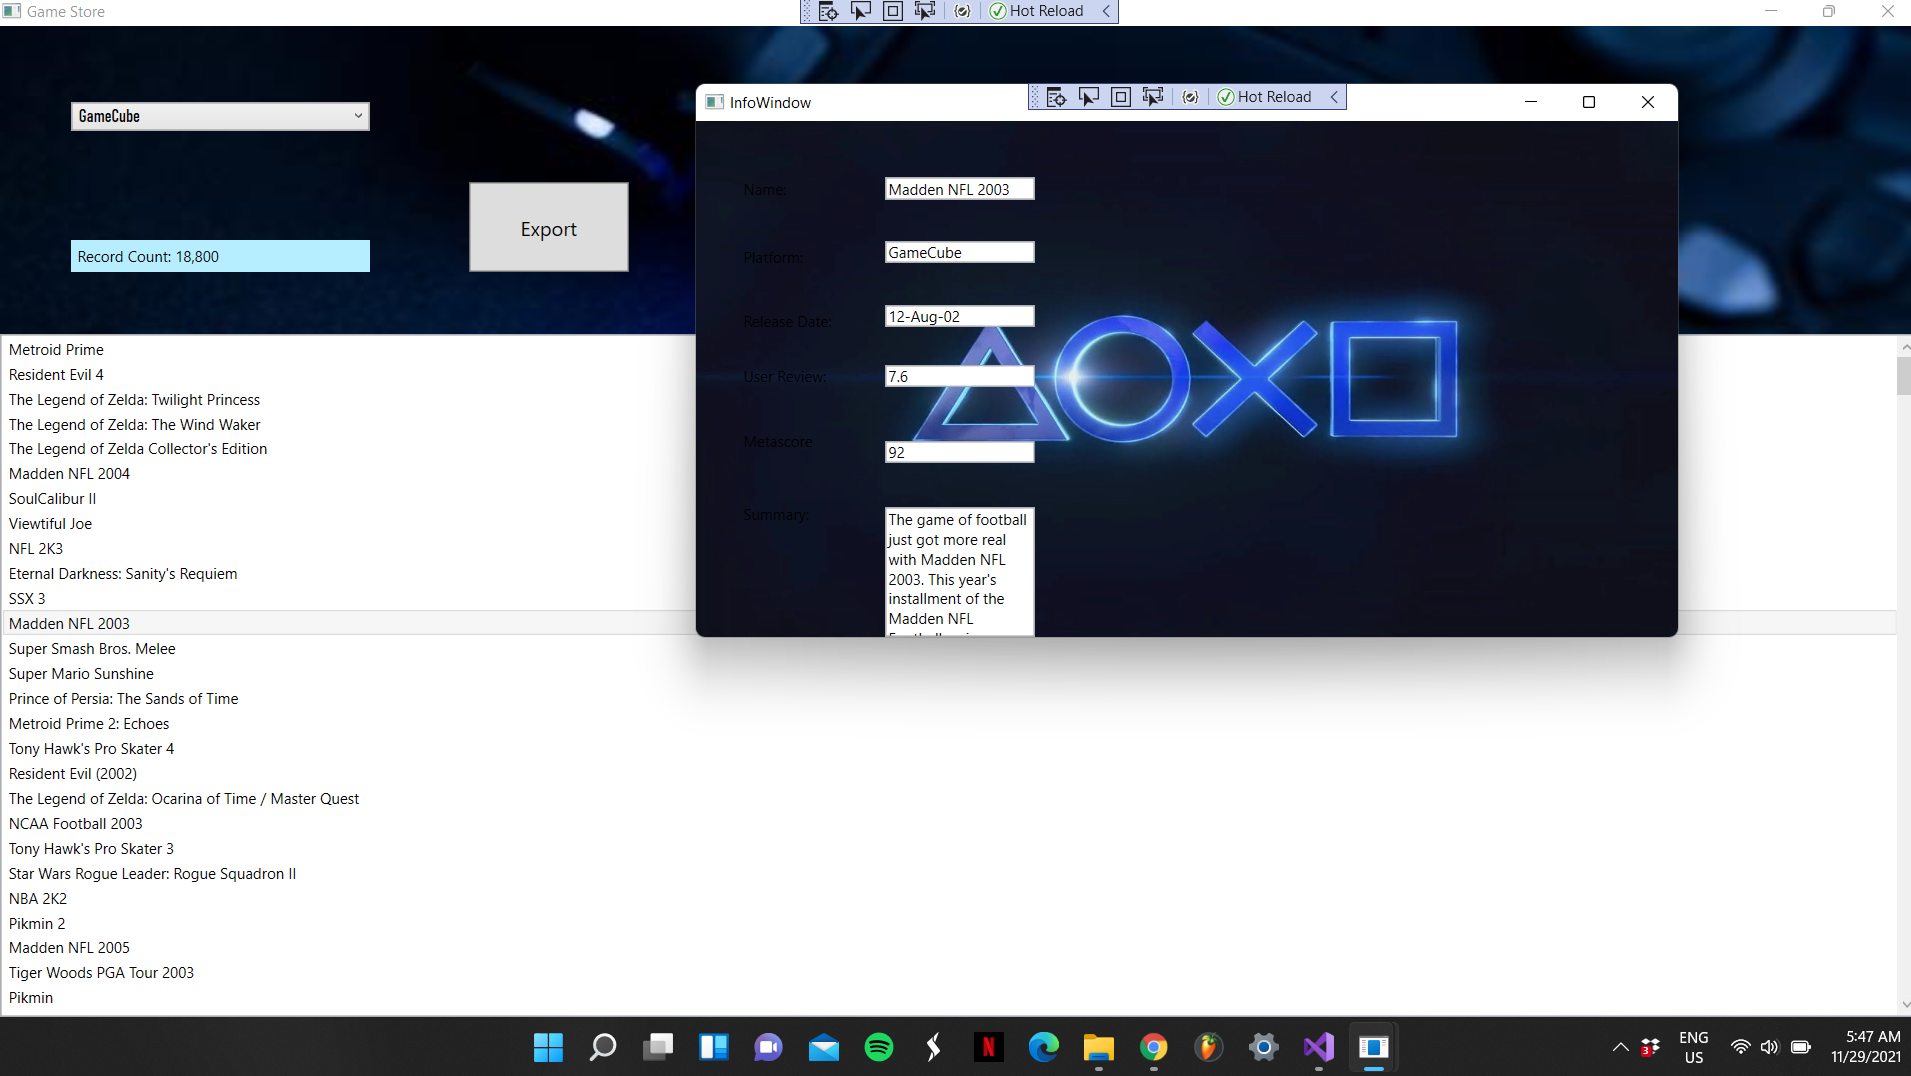 Game Store
Hot Reload
GameCube
Export
Record Count: 18,800
InfoWindow
Hot Reload
Name:
Madden NFL 2003
Platform:
GameCube
Release Date:
12-Aug-02
User Review:
7.6
Metascore
92
Summary:
The game of football
just got more real
with Madden NFL
2003. This year's
installment of the
Madden NFL
Metroid Prime
Resident Evil 4
The Legend of Zelda: Twilight Princess
The Legend of Zelda: The Wind Waker
The Legend of Zelda Collector's Edition
Madden NFL 2004
SoulCalibur II
Viewtiful Joe
NFL 2K3
Eternal Darkness: Sanity's Requiem
SSX 3
Madden NFL 2003
Super Smash Bros. Melee
Super Mario Sunshine
Prince of Persia: The Sands of Time
Metroid Prime 2: Echoes
Tony Hawk's Pro Skater 4
Resident Evil (2002)
The Legend of Zelda: Ocarina of Time / Master Quest
NCAA Football 2003
Tony Hawk's Pro Skater 3
Star Wars Rogue Leader: Rogue Squadron II
NBA 2K2
Pikmin 2
Madden NFL 2005
Tiger Woods PGA Tour 2003
Pikmin
N
3
ENG
US
5:47 AM
11/29/2021